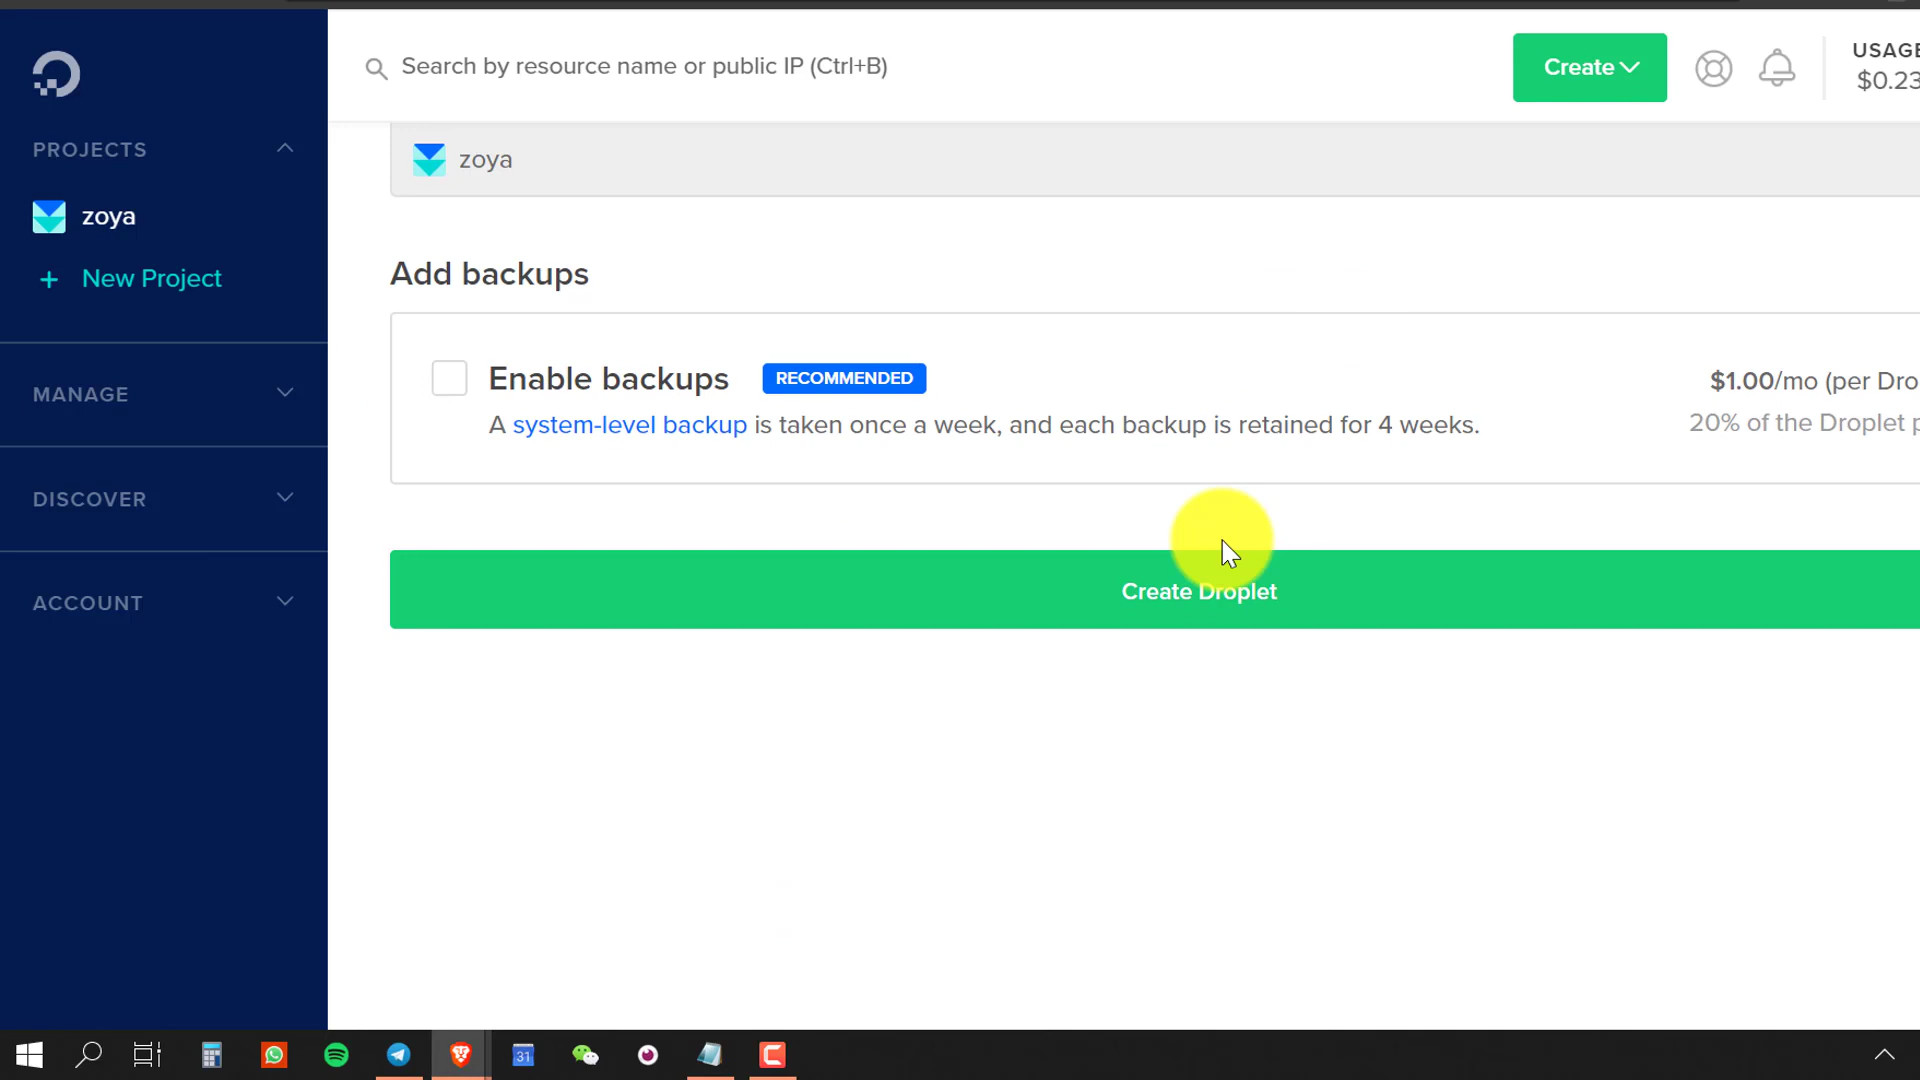 Search by resource name or public IP (Ctrl+B)
Create
USAGE
$0.23
PROJECTS
zoya
New Project
MANAGE
DISCOVER
ACCOUNT
zoya
Add backups
Enable backups
RECOMMENDED
$1.00/mo (per Dro
A system-level backup is taken once a week, and each backup is retained for 4 weeks.
20% of the Droplet p
Create Droplet
31